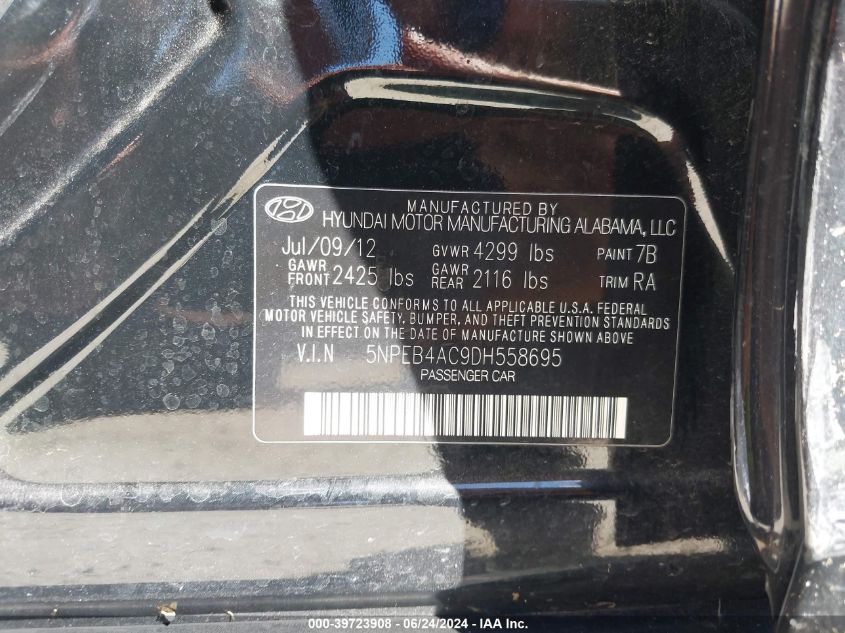 MANUFACTURED BY
HYUNDAI MOTOR MANUFACTURING ALABAMA, LLC
Jul/09/12 GVWR 4299 lbs PAINT 7B
GAWR FRONT 2425 lbs GAWR REAR 2116 lbs TRIM RA
THIS VEHICLE CONFORMS TO ALL APPLICABLE U.S.A. FEDERAL
MOTOR VEHICLE SAFETY, BUMPER, AND THEFT PREVENTION STANDARDS
IN EFFECT ON THE DATE OF MANUFACTURE SHOWN ABOVE.
V.I.N 5NPEB4AC9DH558695
PASSENGER CAR
000-39723908 - 06/24/2024 - IAA Inc.